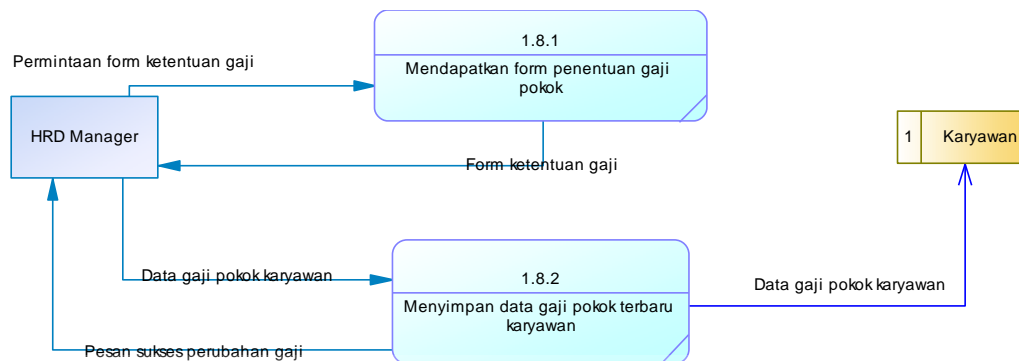 1.8.1
Permintaan form ketentuan gaji
Mendapatkan form penentuan gaji
pokok
HRD Manager
1
Karyawan
Form ketentuan gaji
Data gaji pokok karyawan
1.8.2
Data gaji pokok karyawan
Menyimpan data gaji pokok terbaru
karyawan
Pesan sukses perubahan gaji